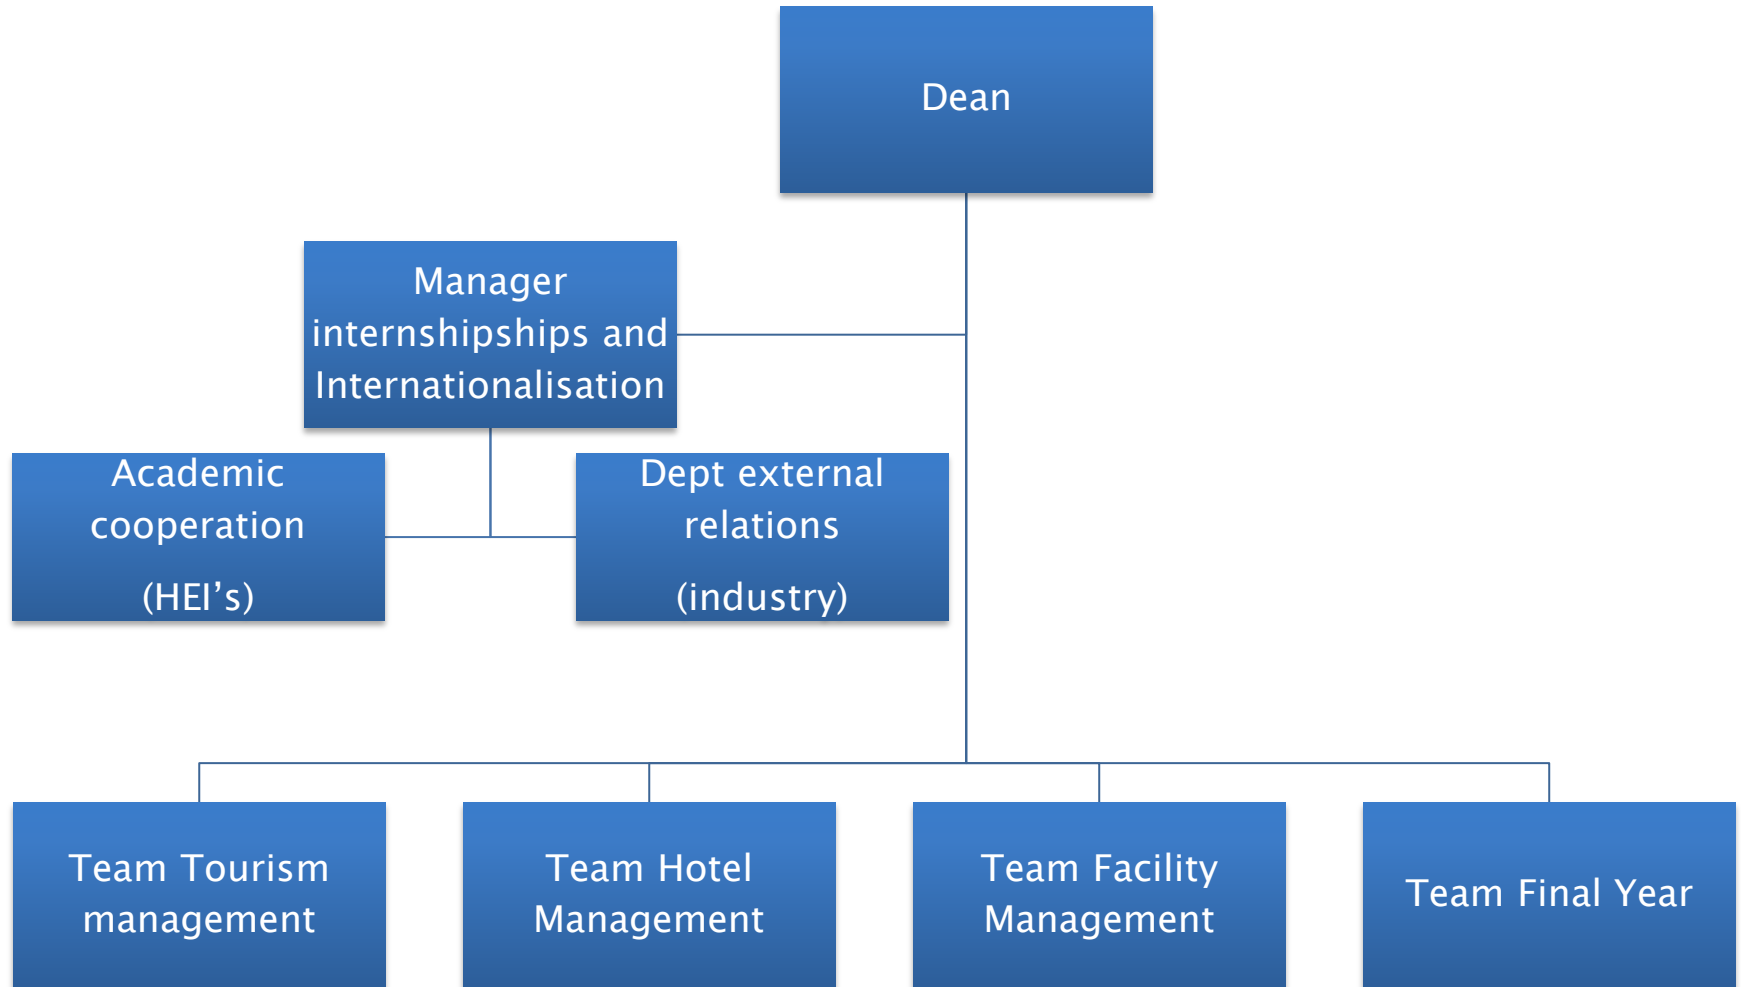 Dean
Manager
internshipships and
Internationalisation
Academic
cooperation
(HEI’s)
Dept external
relations
(industry)
Team Tourism
management
Team Hotel
Management
Team Facility
Management
Team Final Year